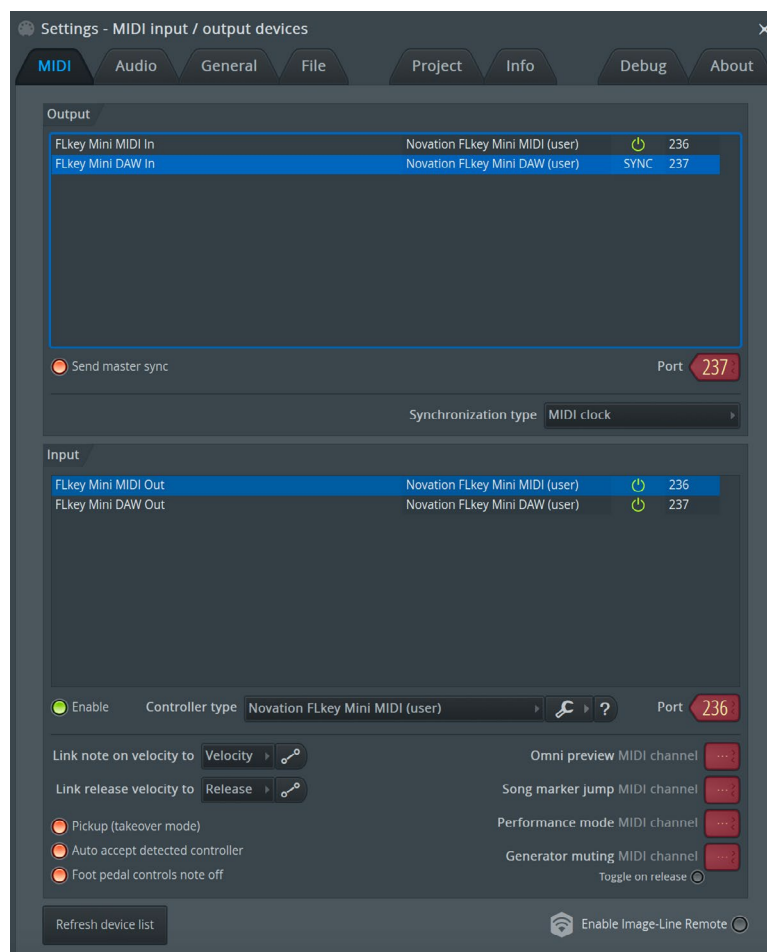 Settings - MIDI input / output devices
MIDI Audio General File Project Info Debug About
Output
FLkey Mini MIDI In Novation FLkey Mini MIDI (user) 236
FLkey Mini DAW In Novation FLkey Mini DAW (user) SYNC 237
Send master sync Port 237
Synchronization type MIDI clock
Input
FLkey Mini MIDI Out Novation FLkey Mini MIDI (user) 236
FLkey Mini DAW Out Novation FLkey Mini DAW (user) 237
Enable Controller type Novation FLkey Mini MIDI (user) ? Port 236
Link note on velocity to Velocity Omni preview MIDI channel ---
Link release velocity to Release Song marker jump MIDI channel ---
Pickup (takeover mode) Performance mode MIDI channel ---
Auto accept detected controller Generator muting MIDI channel ---
Foot pedal controls note off Toggle on release
Refresh device list Enable Image-Line Remote